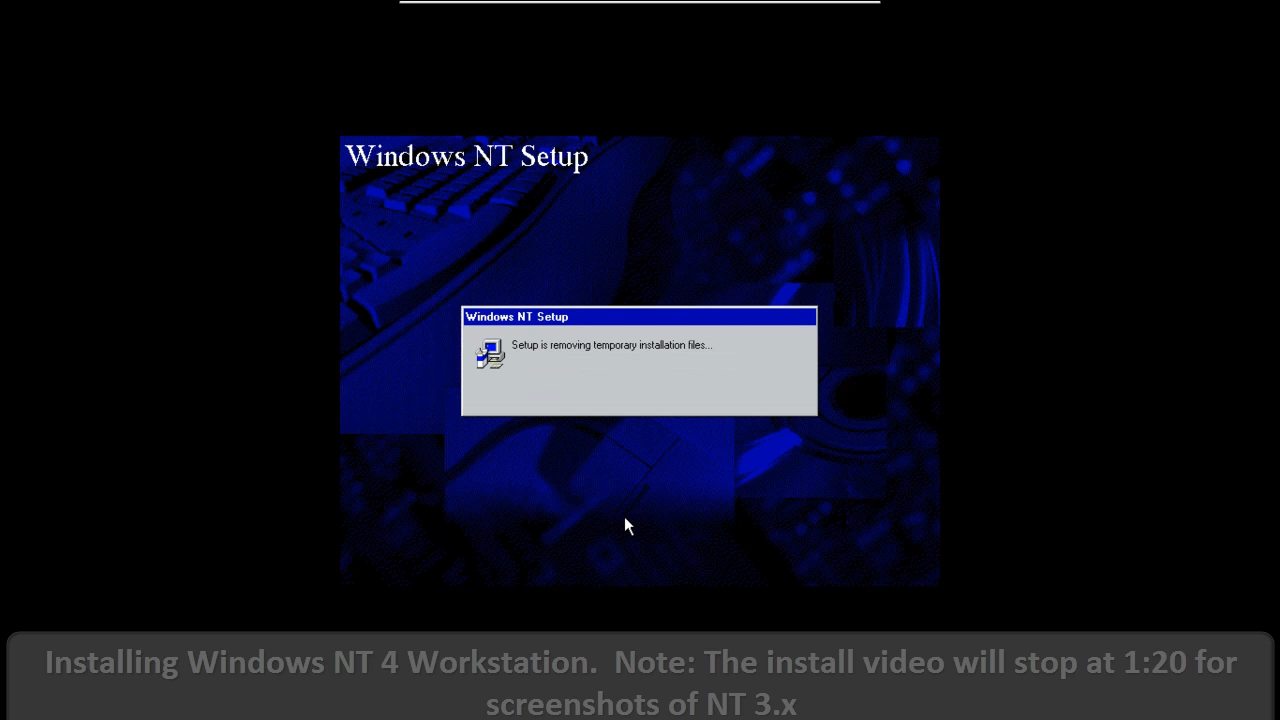 Windows NT Setup
Windows NT Setup
Setup is removing temporary installation files...
Installing Windows NT 4 Workstation.  Note: The install video will stop at 1:20 for
screenshots of NT 3.x